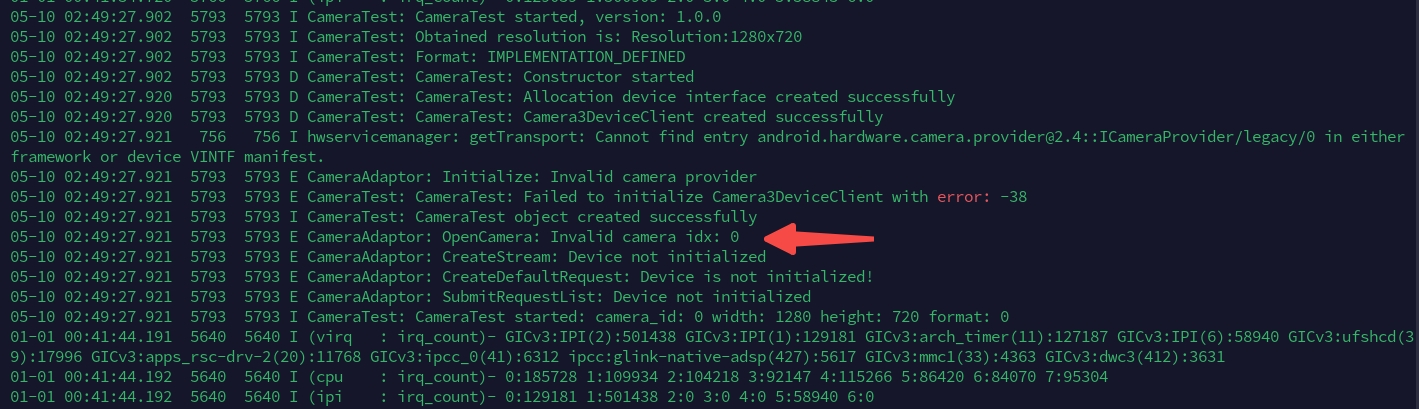 05-10 02:49:27.902  5793  5793 I CameraTest: CameraTest started, version: 1.0.0
05-10 02:49:27.902  5793  5793 I CameraTest: Obtained resolution is: Resolution:1280x720
05-10 02:49:27.902  5793  5793 I CameraTest: Format: IMPLEMENTATION_DEFINED
05-10 02:49:27.902  5793  5793 D CameraTest: CameraTest: Constructor started
05-10 02:49:27.920  5793  5793 D CameraTest: CameraTest: Allocation device interface created successfully
05-10 02:49:27.920  5793  5793 D CameraTest: CameraTest: Camera3DeviceClient created successfully
05-10 02:49:27.921   756   756 I hwservicemanager: getTransport: Cannot find entry android.hardware.camera.provider@2.4::ICameraProvider/legacy/0 in either
framework or device VINTF manifest.
05-10 02:49:27.921  5793  5793 E CameraAdaptor: Initialize: Invalid camera provider
05-10 02:49:27.921  5793  5793 E CameraTest: CameraTest: Failed to initialize Camera3DeviceClient with error: -38
05-10 02:49:27.921  5793  5793 I CameraTest: CameraTest object created successfully
05-10 02:49:27.921  5793  5793 E CameraAdaptor: OpenCamera: Invalid camera idx: 0
05-10 02:49:27.921  5793  5793 E CameraAdaptor: CreateStream: Device not initialized
05-10 02:49:27.921  5793  5793 E CameraAdaptor: CreateDefaultRequest: Device is not initialized!
05-10 02:49:27.921  5793  5793 E CameraAdaptor: SubmitRequestList: Device not initialized
05-10 02:49:27.921  5793  5793 I CameraTest: CameraTest started: camera_id: 0 width: 1280 height: 720 format: 0
01-01 00:41:44.191  5640  5640 I (virq   : irq_count)- GICv3:IPI(2):501438 GICv3:IPI(1):129181 GICv3:arch_timer(11):127187 GICv3:IPI(6):58940 GICv3:ufshcd(3
9):17996 GICv3:apps_rsc-drv-2(20):11768 GICv3:ipcc_0(41):6312 ipcc:glink-native-adsp(427):5617 GICv3:mmc1(33):4363 GICv3:dwc3(412):3631
01-01 00:41:44.192  5640  5640 I (cpu    : irq_count)- 0:185728 1:109934 2:104218 3:92147 4:115266 5:86420 6:84070 7:95304
01-01 00:41:44.192  5640  5640 I (ipi    : irq_count)- 0:129181 1:501438 2:0 3:0 4:0 5:58940 6:0